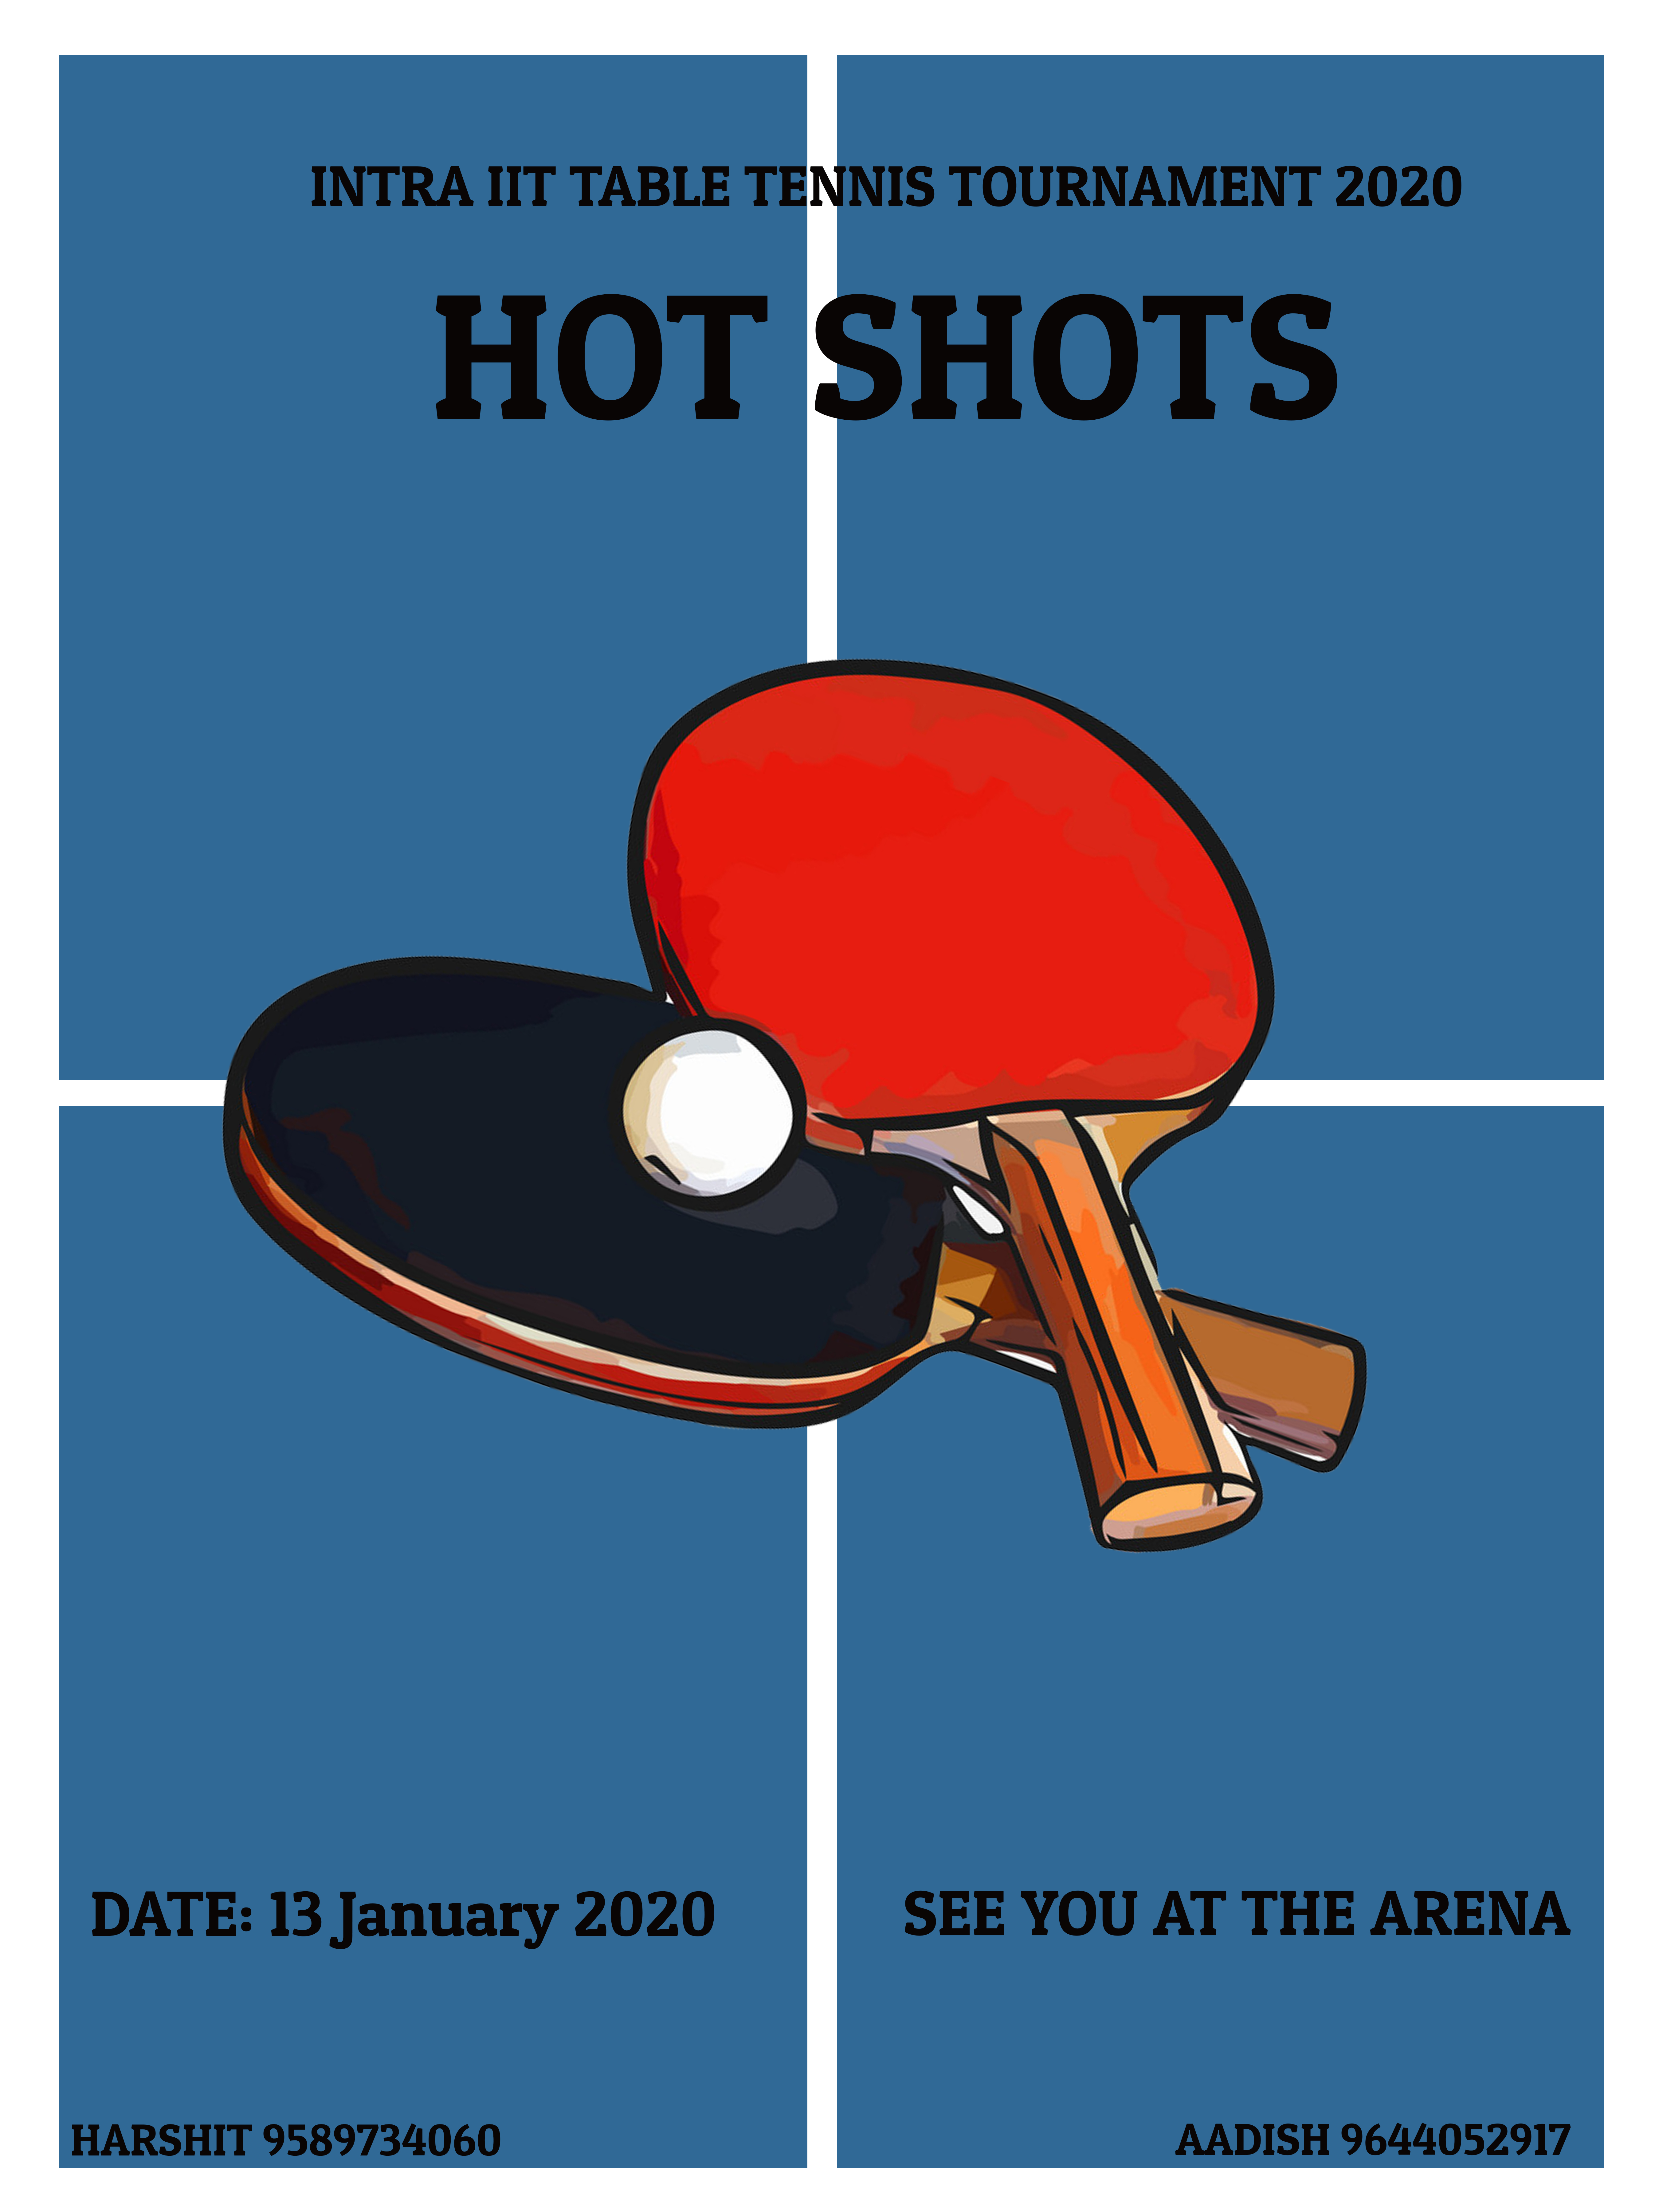 INTRA IIT TABLE TENNIS TOURNAMENT 2020
HOT SHOTS
DATE: 13 January 2020
SEE YOU AT THE ARENA
HARSHIT 9589734060
AADISH 9644052917